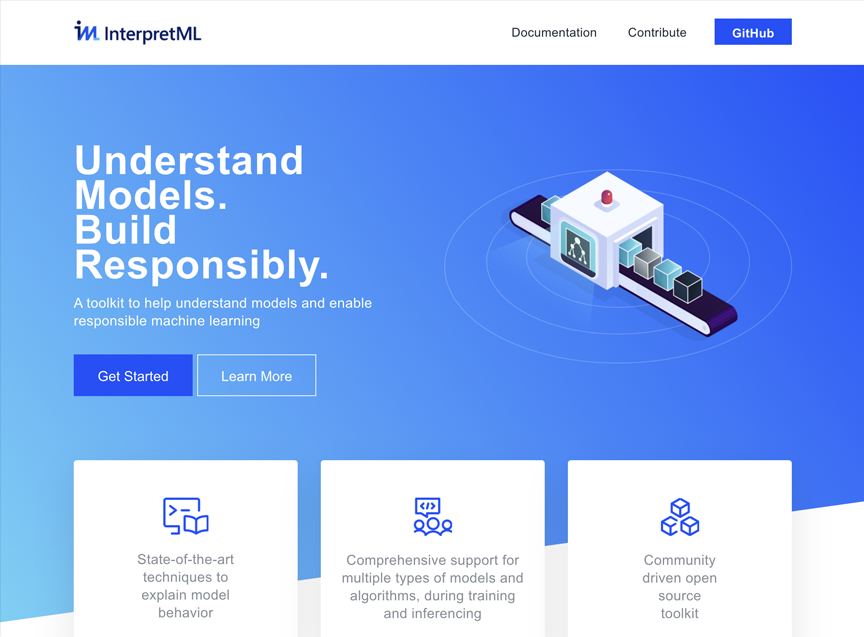 InterpretML
Documentation
Contribute
GitHub
Understand
Models.
Build
Responsibly.
A toolkit to help understand models and enable
responsible machine learning
Get Started
Learn More
State-of-the-art
techniques to
explain model
behavior
Comprehensive support for
multiple types of models and
algorithms, during training
and inferencing
Community
driven open
source
toolkit